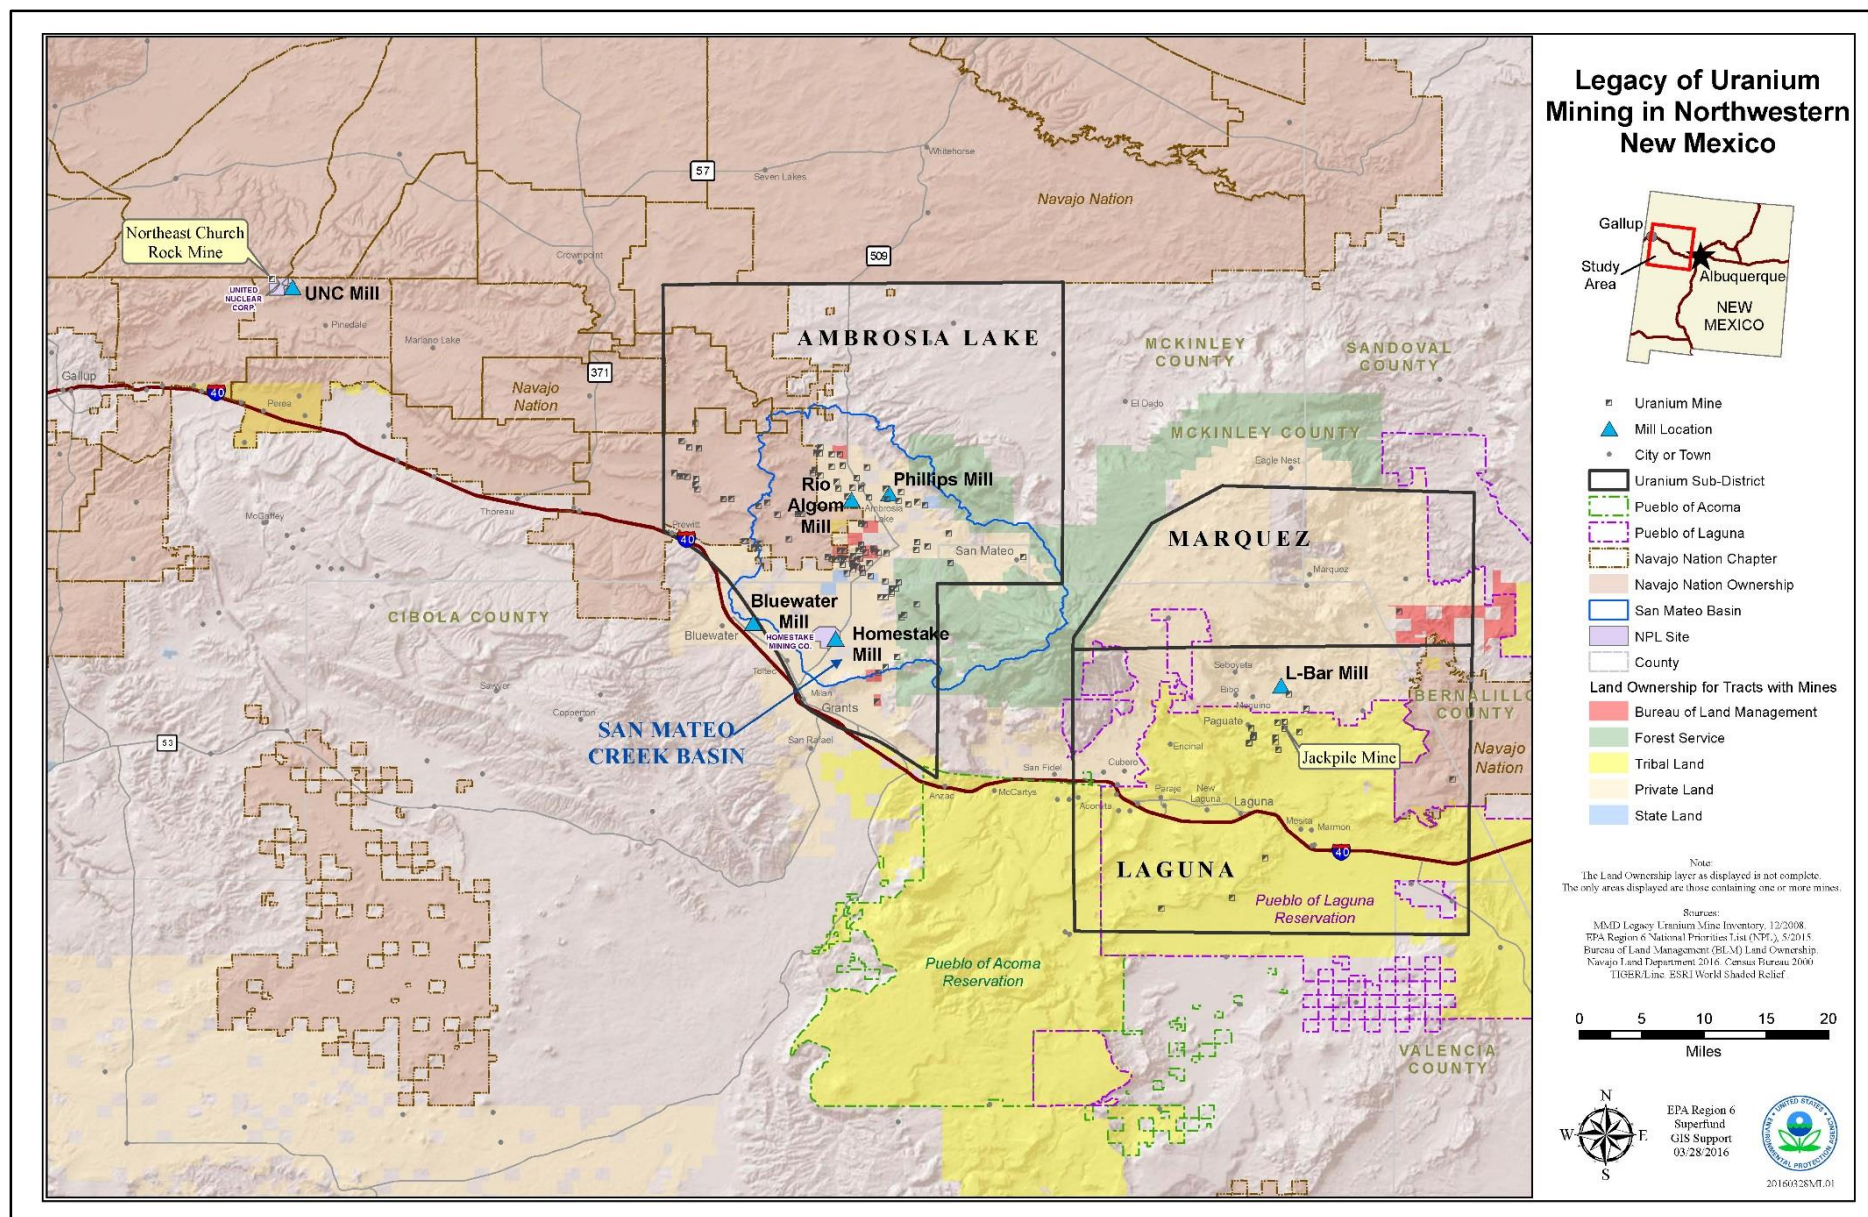 Legacy of Uranium
Mining in Northwestern
New Mexico
Gallup
Study
Area
Albuquerque
NEW
MEXICO
Uranium Mine
Mill Location
City or Town
Uranium Sub-District
Pueblo of Acoma
Pueblo of Laguna
Navajo Nation Chapter
Navajo Nation Ownership
San Mateo Basin
NPL Site
County
Land Ownership for Tracts with Mines
Bureau of Land Management
Forest Service
Tribal Land
Private Land
State Land
Note:
The Land Ownership layer as displayed is not complete.
The only areas displayed are those containing one or more mines.
Sources:
MMD Legacy Uranium Mine Inventory, 12/2008.
EPA Region 6 National Priorities List (NPL), 5/2015.
Bureau of Land Management (BLM) Land Ownership.
Navajo Land Department 2016. Census Bureau 2000
TIGER/Line. ESRI World Shaded Relief
0 5 10 15 20
Miles
N
W E
S
EPA Region 6
Superfund
GIS Support
03/28/2016
UNITED STATES
ENVIRONMENTAL PROTECTION AGENCY
20160328ML01
Whitehorse
57
Seven Lakes
Navajo Nation
Northeast Church
Rock Mine
509
Crownpoint
UNITED
NUCLEAR
CORP.
UNC Mill
Pinedale
Mariano Lake
AMBROSIA LAKE
MCKINLEY
COUNTY
SANDOVAL
COUNTY
Gallup
371
40
Perea
Navajo
Nation
El Dado
MCKINLEY COUNTY
Eagle Nest
Rio
Algom
Mill
Phillips Mill
Ambrosia
Lake
McGaffey
Thoreau
Prewitt
40
San Mateo
MARQUEZ
Marquez
CIBOLA COUNTY
Bluewater
Mill
Bluewater
HOMESTAKE
MINING CO.
Homestake
Mill
Toltec
Sawyer
Milan
Grants
Copperton
San Rafael
53
SAN MATEO
CREEK BASIN
Seboyeta
L-Bar Mill
Bibo
Moquino
BERNALILLO
COUNTY
Paguate
Encinal
Jackpile Mine
Navajo
Nation
San Fidel
Cubero
Anzac
McCartys
Acomita
Paraje
New
Laguna
Laguna
Mesita
Marmon
40
LAGUNA
Pueblo of Laguna
Reservation
Pueblo of Acoma
Reservation
VALENCIA
COUNTY